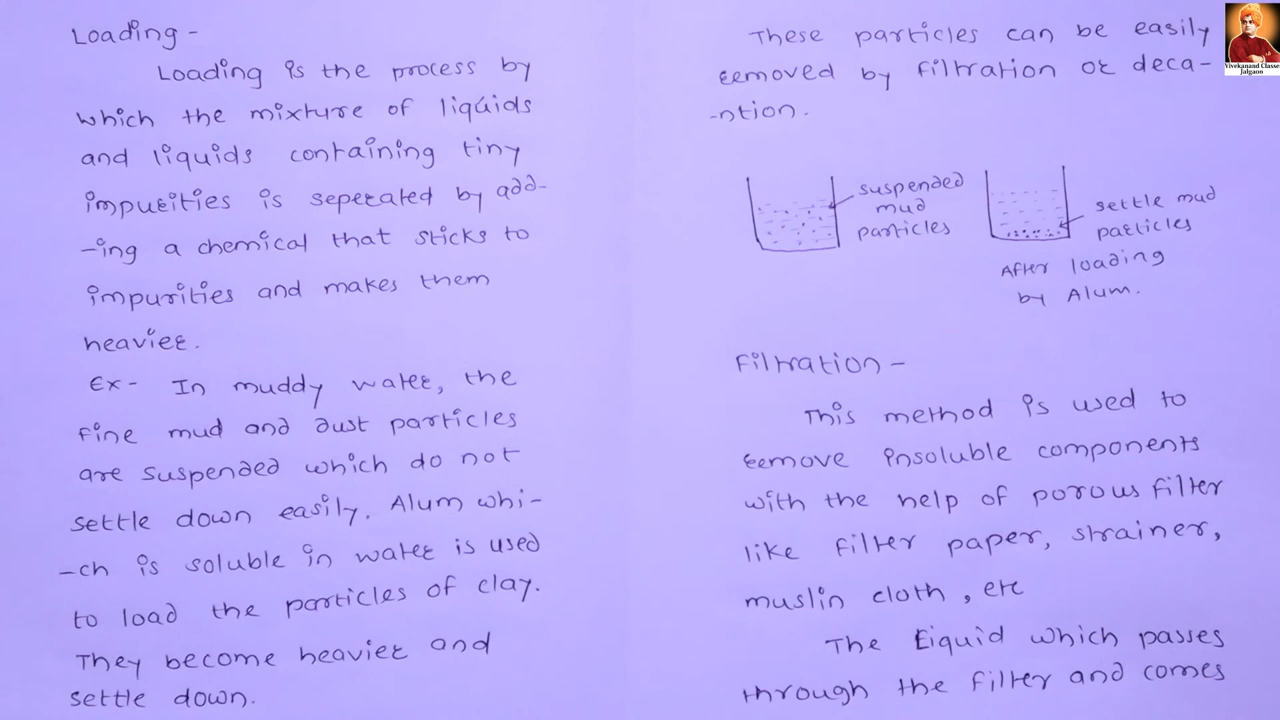 Loading -
Loading is the process by
which the mixture of liquids
and liquids containing tiny
impurities is seperated by add-
-ing a chemical that sticks to
impurities and makes them
heavier.
Ex- In muddy water, the
fine mud and dust particles
are suspended which do not
settle down easily. Alum whi-
-ch is soluble in water is used
to load the particles of clay.
They become heavier and
settle down.
These particles can be easily
removed by filtration or deca-
-ntion.
suspended
mud
particles
settle mud
particles
After loading
by Alum.
Filtration -
This method is used to
remove insoluble components
with the help of porous filter
like filter paper, strainer,
muslin cloth, etc
The Liquid which passes
through the filter and comes
Vivekanand Classes
Jalgaon